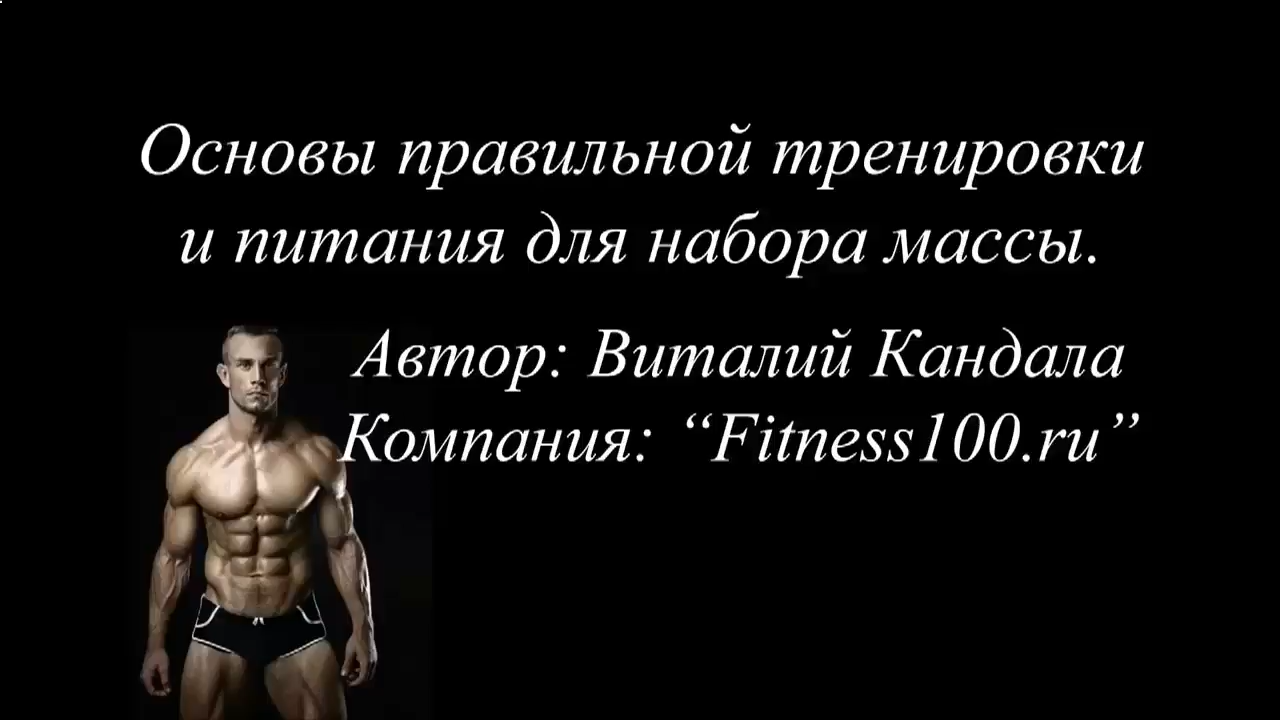 Основы правильной тренировки
и питания для набора массы.
Автор: Виталий Кандала
Компания: “Fitness100.ru”